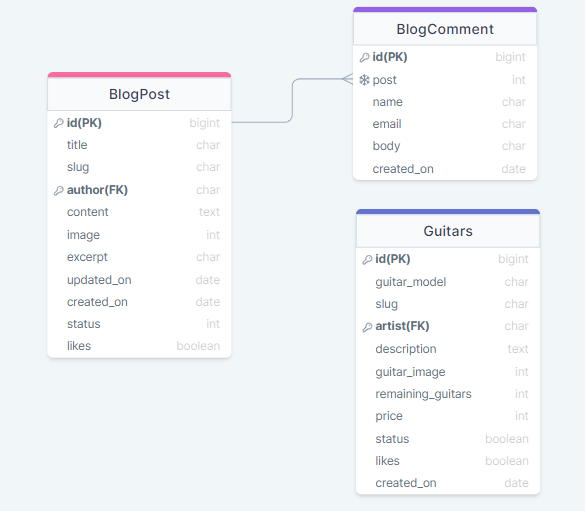 BlogPost
id(PK) bigint
title char
slug char
author(FK) char
content text
image int
excerpt char
updated_on date
created_on date
status int
likes boolean
BlogComment
id(PK) bigint
post int
name char
email char
body char
created_on date
Guitars
id(PK) bigint
guitar_model char
slug char
artist(FK) char
description text
guitar_image int
remaining_guitars int
price int
status boolean
likes boolean
created_on date